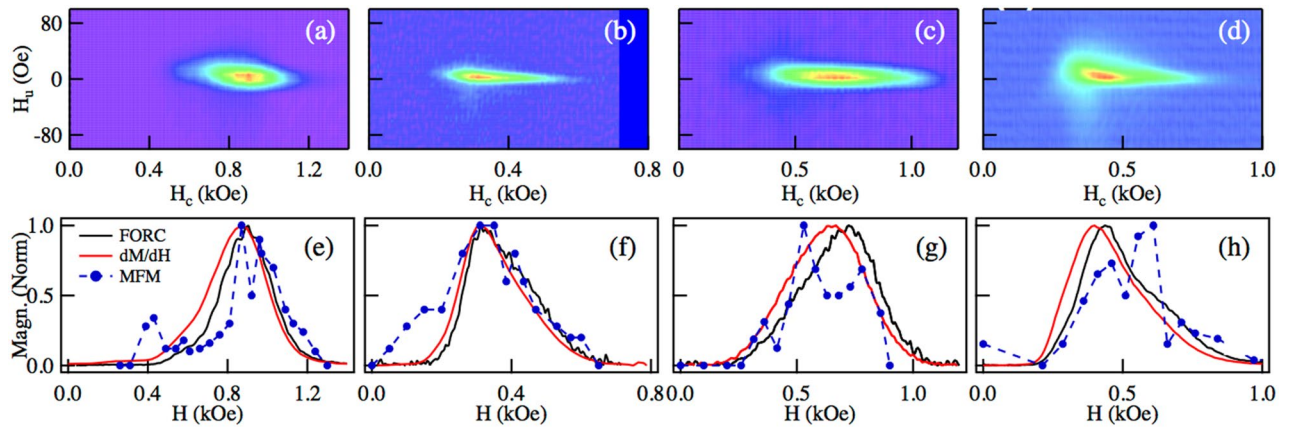 (a) (b) (c) (d)
H_u (Oe)
80
0
-80
0.0 0.4 0.8 1.2 0.0 0.4 0.8 0.0 0.5 1.0 0.0 0.5 1.0
H_c (kOe) H_c (kOe) H_c (kOe) H_c (kOe)
Magn. (Norm)
1.0
0.5
0.0
FORC
dM/dH
MFM
(e) (f) (g) (h)
0.0 0.4 0.8 1.2 0.0 0.4 0.8 0.0 0.5 1.0 0.0 0.5 1.0
H (kOe) H (kOe) H (kOe) H (kOe)